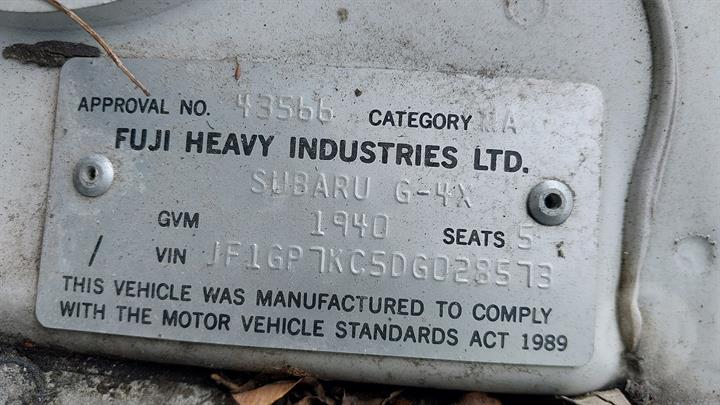 APPROVAL NO. 43566 CATEGORY MA
FUJI HEAVY INDUSTRIES LTD.
SUBARU G-4X
GVM 1940 SEATS 5
/ VIN JF1GP7KC5DG028573
THIS VEHICLE WAS MANUFACTURED TO COMPLY
WITH THE MOTOR VEHICLE STANDARDS ACT 1989